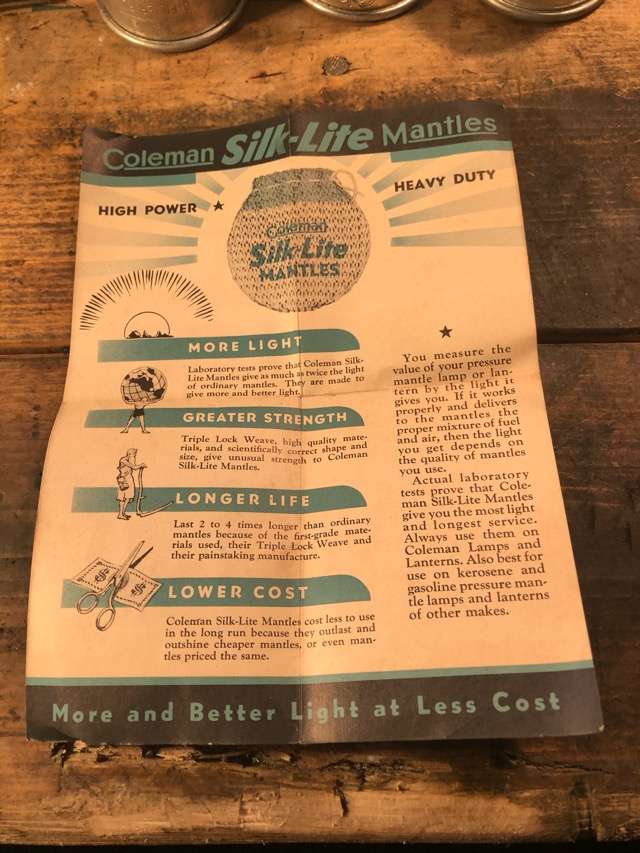 Coleman Silk-Lite Mantles
HIGH POWER
HEAVY DUTY
Coleman
Silk-Lite
MANTLES
MORE LIGHT
Laboratory tests prove that Coleman Silk-
Lite Mantles give as much as twice the light
of ordinary mantles. They are made to
give more and better light.
GREATER STRENGTH
Triple Lock Weave, high quality mate-
rials, and scientifically correct shape and
size, give unusual strength to Coleman
Silk-Lite Mantles.
LONGER LIFE
Last 2 to 4 times longer than ordinary
mantles because of the first-grade mate-
rials used, their Triple Lock Weave and
their painstaking manufacture.
$ $
LOWER COST
Coleman Silk-Lite Mantles cost less to use
in the long run because they outlast and
outshine cheaper mantles, or even man-
tles priced the same.
You measure the
value of your pressure
mantle lamp or lan-
tern by the light it
gives you. If it works
properly and delivers
to the mantles the
proper mixture of fuel
and air, then the light
you get depends on
the quality of mantles
you use.
Actual laboratory
tests prove that Cole-
man Silk-Lite Mantles
give you the most light
and longest service.
Always use them on
Coleman Lamps and
Lanterns. Also best for
use on kerosene and
gasoline pressure man-
tle lamps and lanterns
of other makes.
More and Better Light at Less Cost